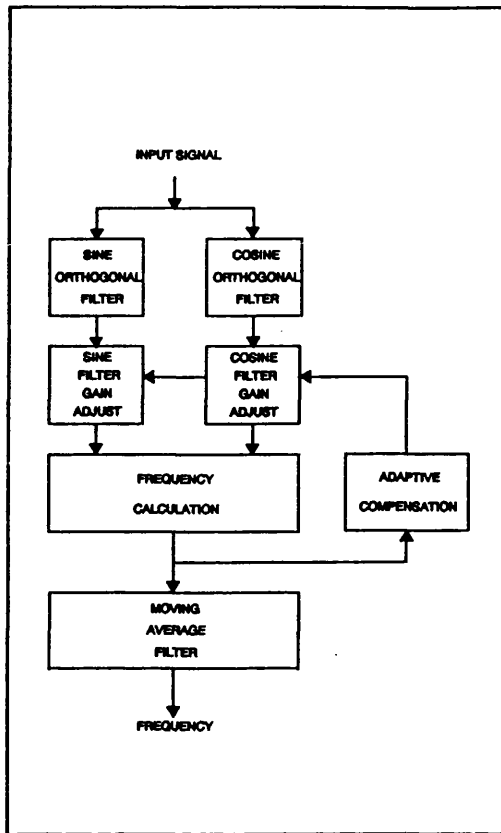 INPUT SIGNAL
SINE
ORTHOGONAL
FILTER
COSINE
ORTHOGONAL
FILTER
SINE
FILTER
GAIN
ADJUST
COSINE
FILTER
GAIN
ADJUST
FREQUENCY
CALCULATION
ADAPTIVE
COMPENSATION
MOVING
AVERAGE
FILTER
FREQUENCY